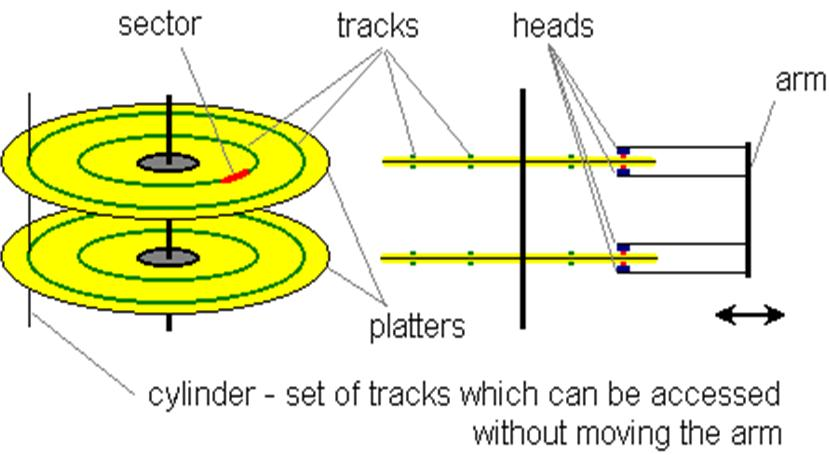 sector
tracks
heads
arm
platters
cylinder - set of tracks which can be accessed
without moving the arm